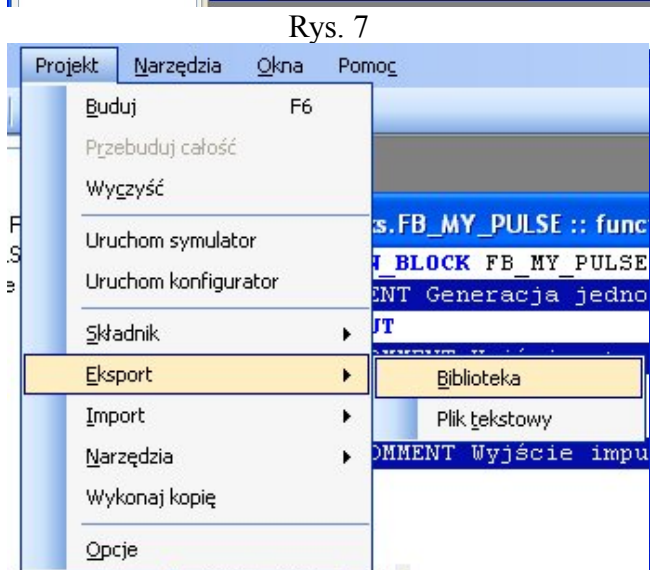 Rys. 7
Projekt Narzędzia Okna Pomoc
Buduj F6
Przebuduj całość
Wyczyść
Uruchom symulator
Uruchom konfigurator
Składnik
Eksport
Import
Narzędzia
Wykonaj kopię
Opcje
Biblioteka
Plik tekstowy
s.FB_MY_PULSE :: func
N_BLOCK FB_MY_PULSE
ENT Generacja jedno
UT
OMMENT Wyjście impu